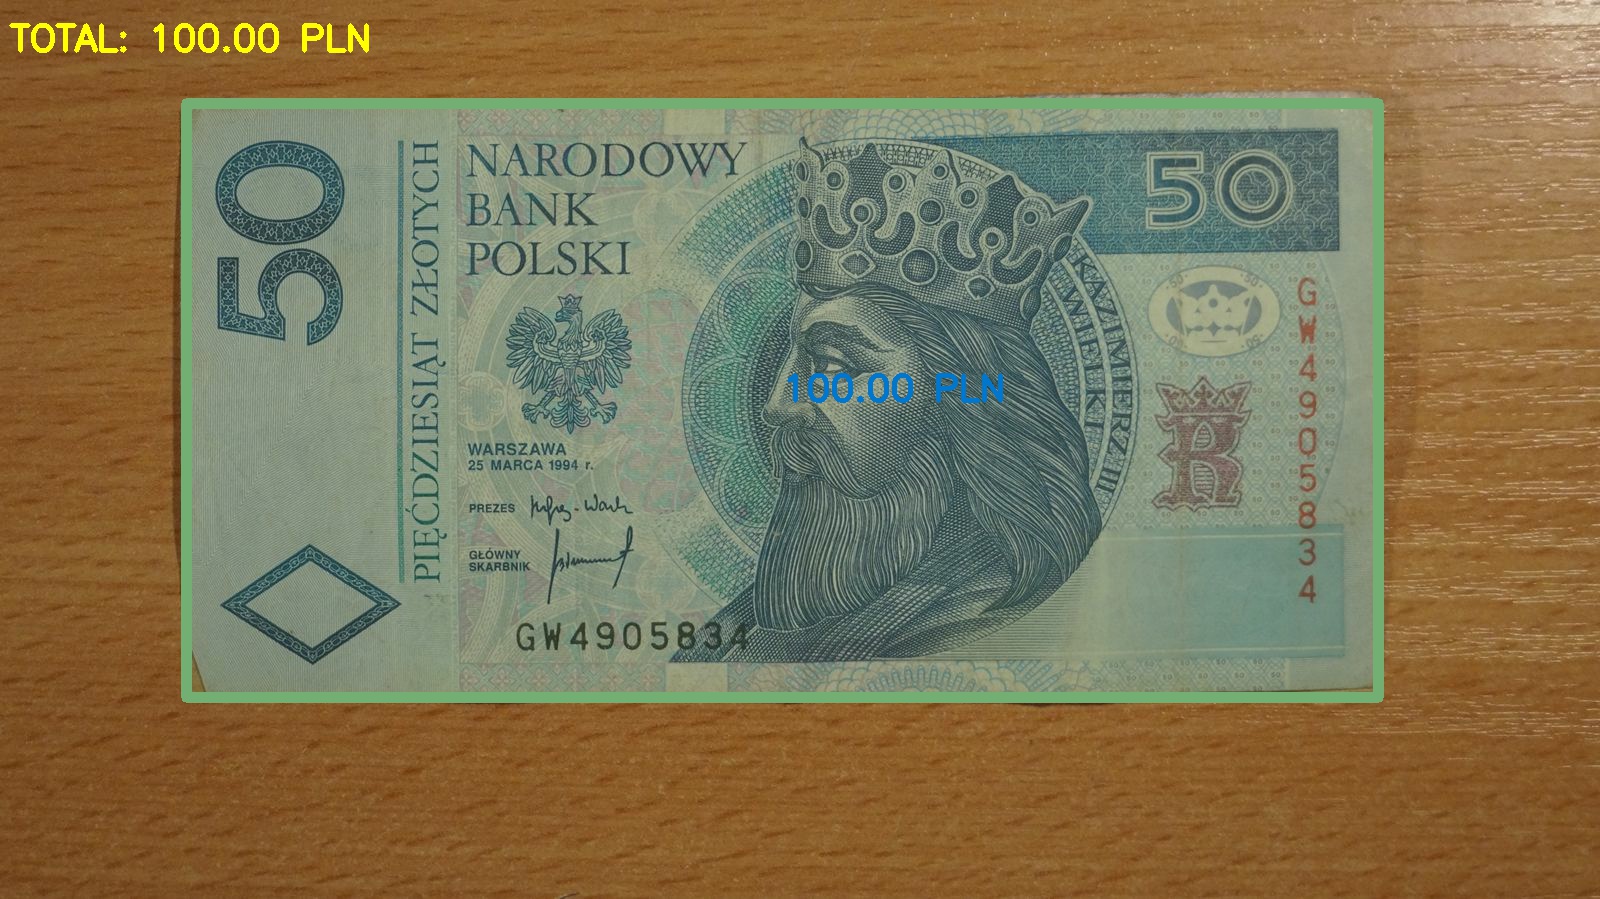 TOTAL: 100.00 PLN
50
PIĘĆDZIESIĄT ZŁOTYCH
NARODOWY
BANK
POLSKI
WARSZAWA
25 MARCA 1994 r.
PREZES
GŁÓWNY
SKARBNIK
GW4905834
100.00 PLN
KAZIMIERZ III
WIELKI
50
GW4905834